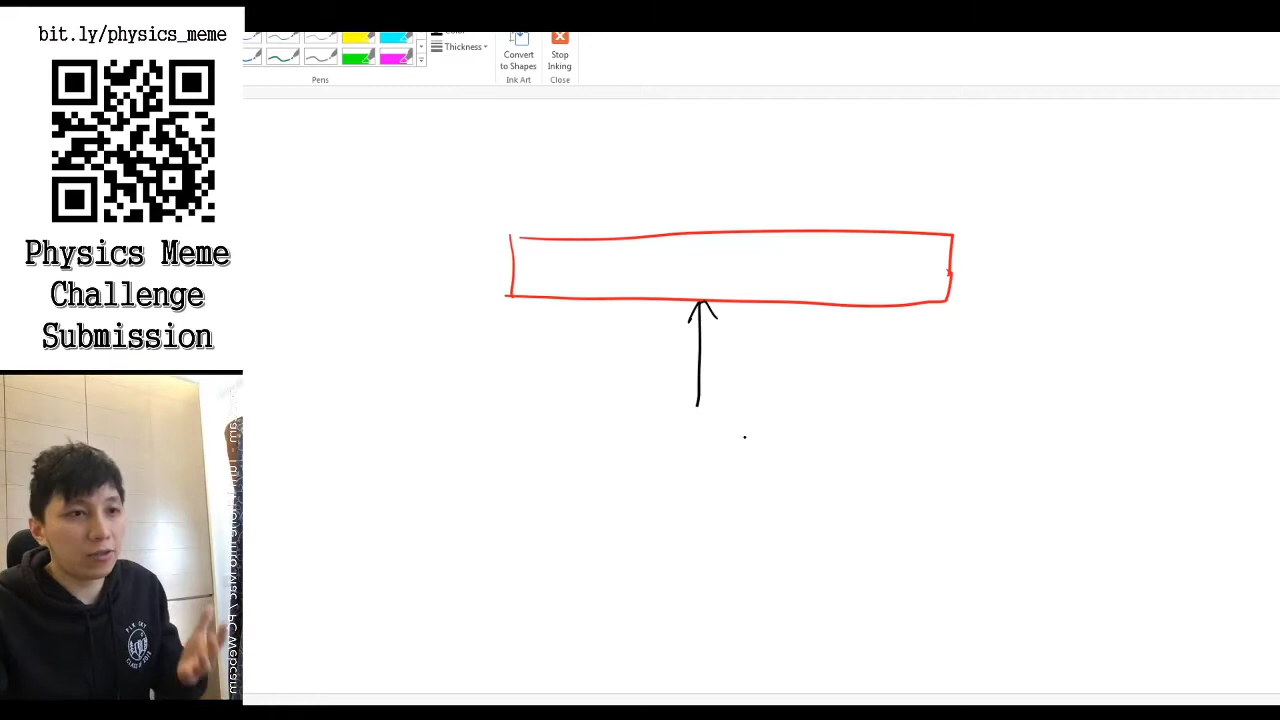 bit.ly/physics_meme
Physics Meme
Challenge
Submission
Thickness
Convert
to Shapes
Stop
Inking
Pens
Ink Art
Close